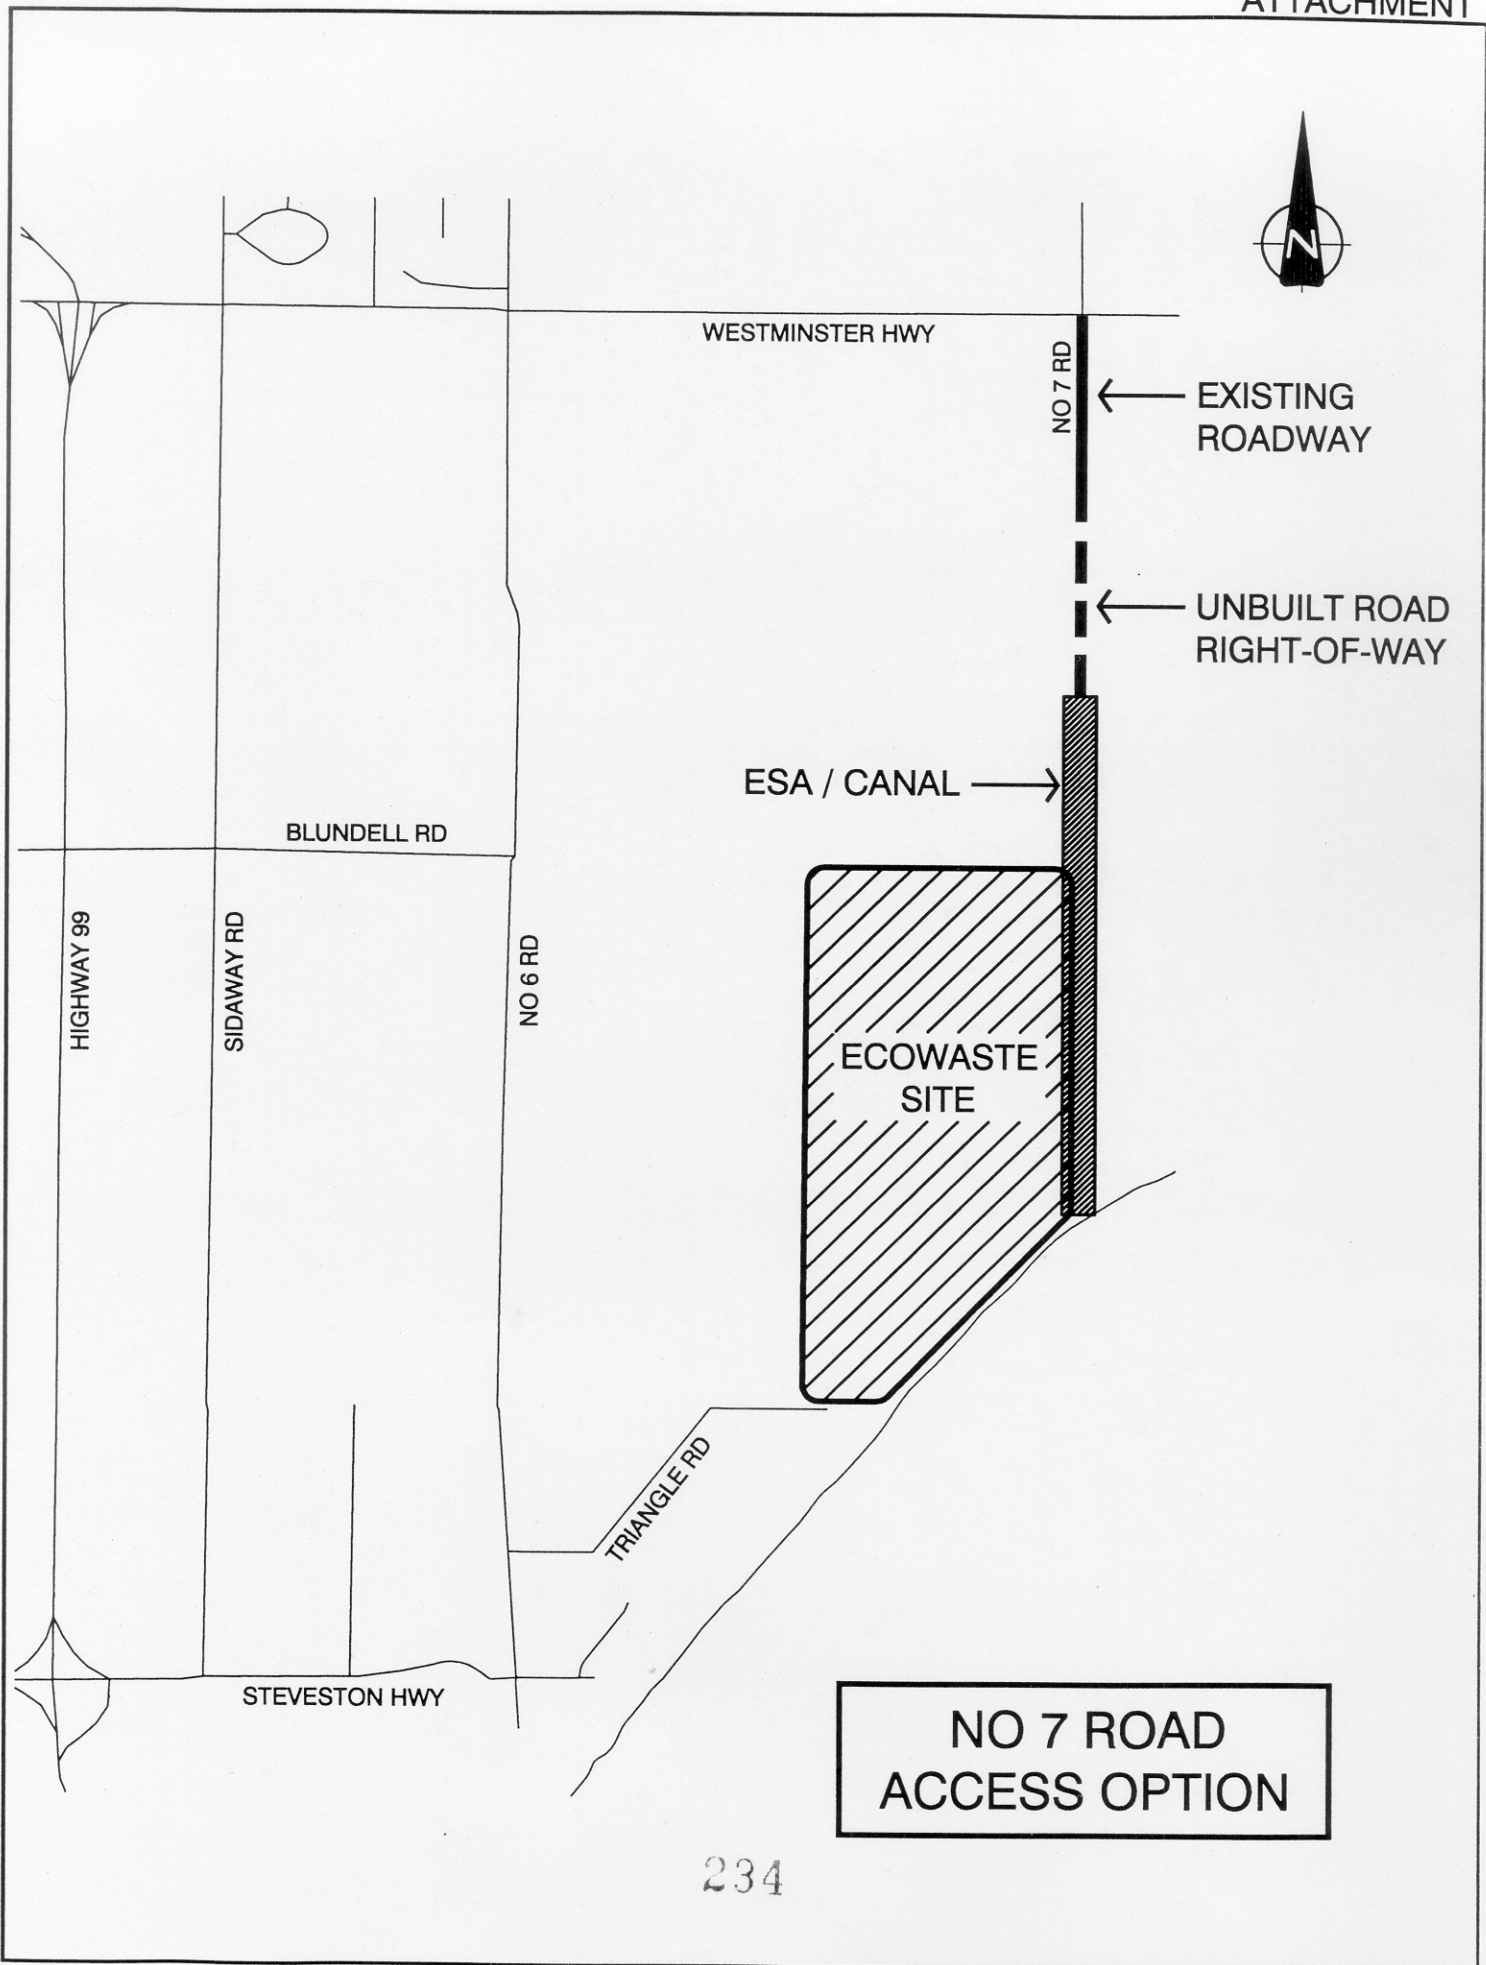 ATTACHMENT
N
WESTMINSTER HWY
NO 7 RD
EXISTING
ROADWAY
UNBUILT ROAD
RIGHT-OF-WAY
ESA / CANAL
BLUNDELL RD
HIGHWAY 99
SIDAWAY RD
NO 6 RD
ECOWASTE
SITE
TRIANGLE RD
STEVESTON HWY
NO 7 ROAD
ACCESS OPTION
234